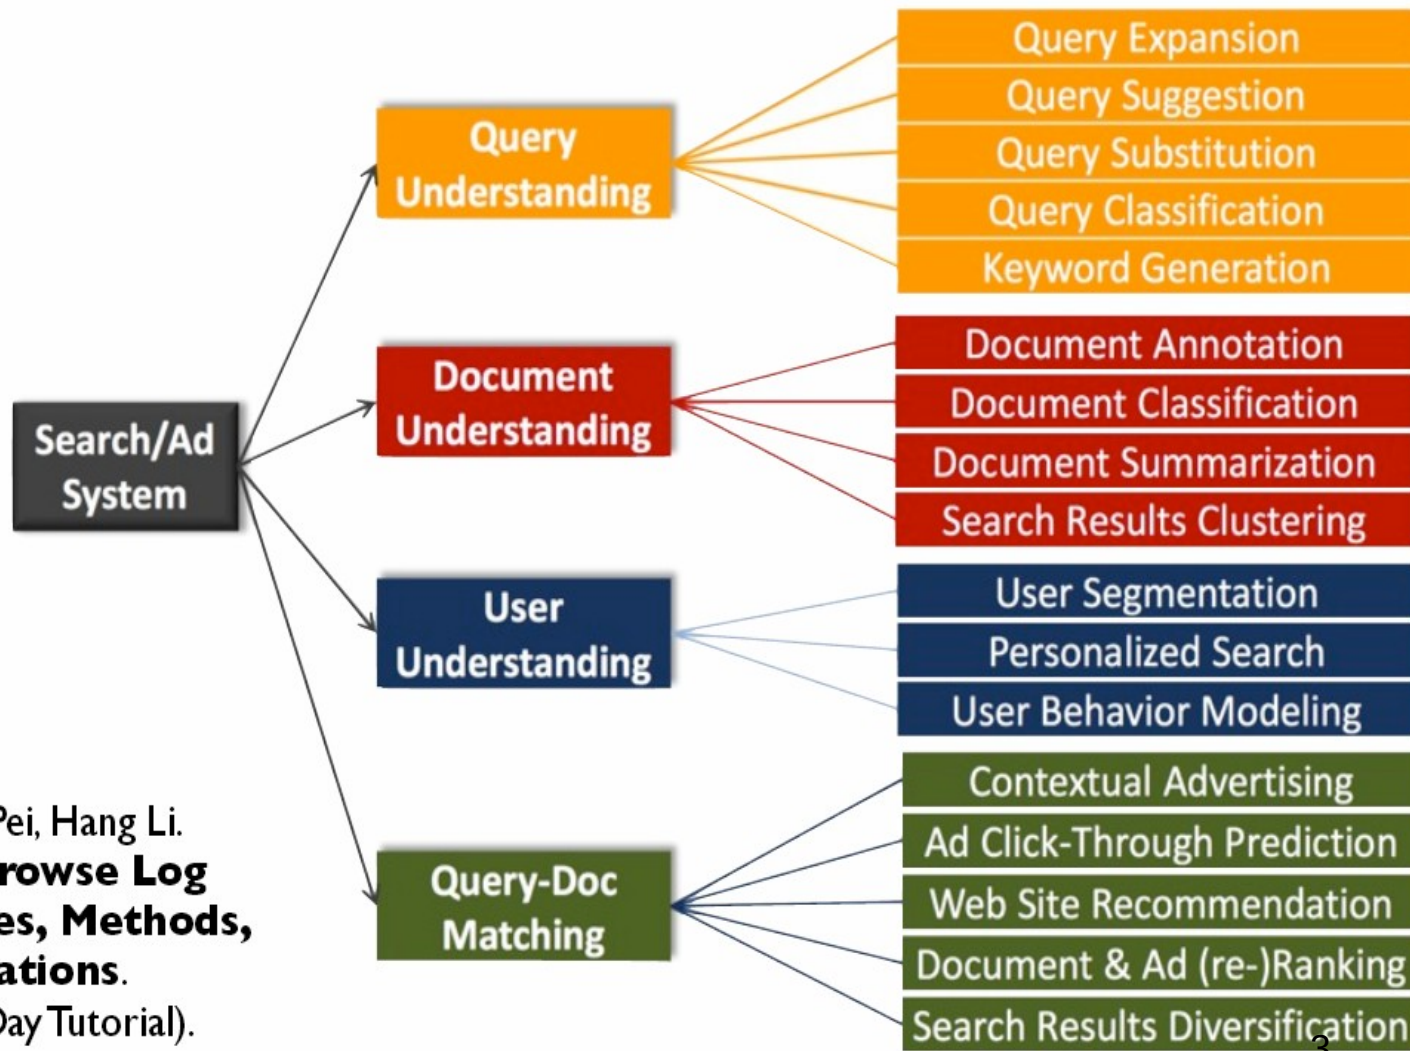 Search/Ad
System
Query
Understanding
Query Expansion
Query Suggestion
Query Substitution
Query Classification
Keyword Generation
Document
Understanding
Document Annotation
Document Classification
Document Summarization
Search Results Clustering
User
Understanding
User Segmentation
Personalized Search
User Behavior Modeling
Query-Doc
Matching
Contextual Advertising
Ad Click-Through Prediction
Web Site Recommendation
Document & Ad (re-)Ranking
Search Results Diversification
Pei, Hang Li.
rowse Log
es, Methods,
ations.
Day Tutorial).
3